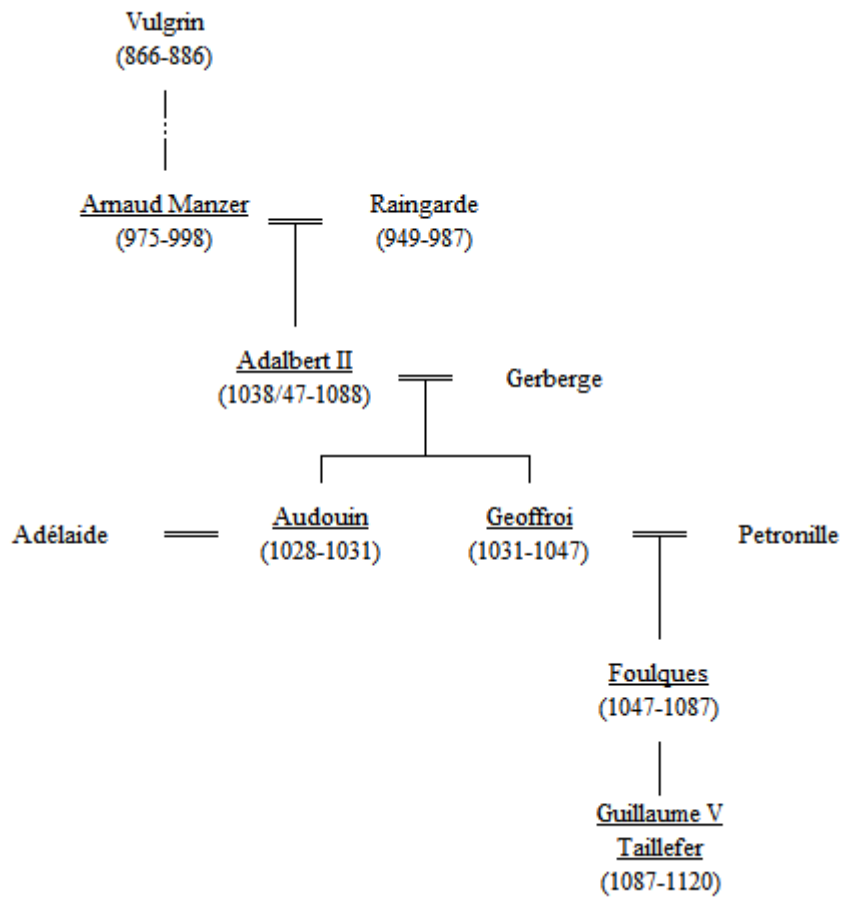 Vulgrin
(866-886)
Arnaud Manzer
(975-998)
Raingarde
(949-987)
Adalbert II
(1038/47-1088)
Gerberge
Adélaide
Audouin
(1028-1031)
Geoffroi
(1031-1047)
Petronille
Foulques
(1047-1087)
Guillaume V
Taillefer
(1087-1120)